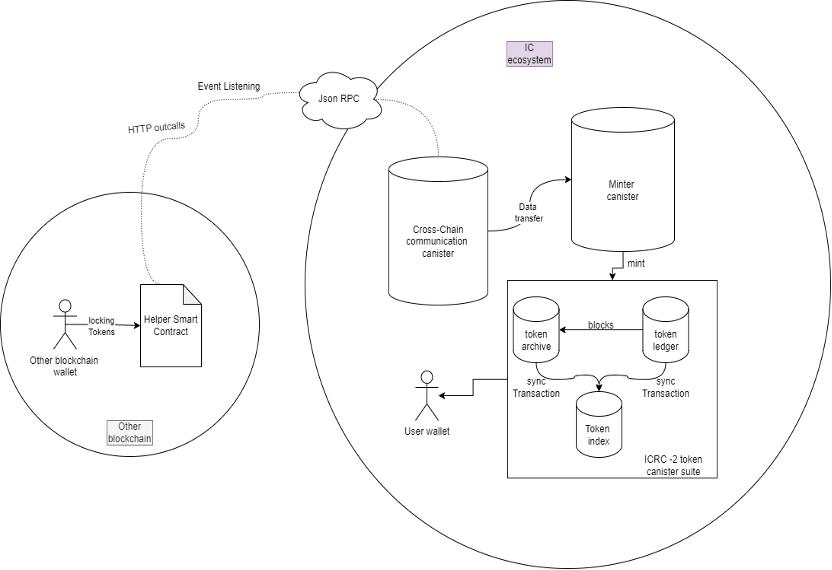 IC
ecosystem
Event Listening
Json RPC
HTTP outcalls
Minter
canister
Cross-Chain
communication
canister
Data
transfer
mint
locking
Tokens
Helper Smart
Contract
Other blockchain
wallet
Other
blockchain
token
archive
blocks
token
ledger
sync
Transaction
sync
Transaction
User wallet
Token
index
ICRC -2 token
canister suite